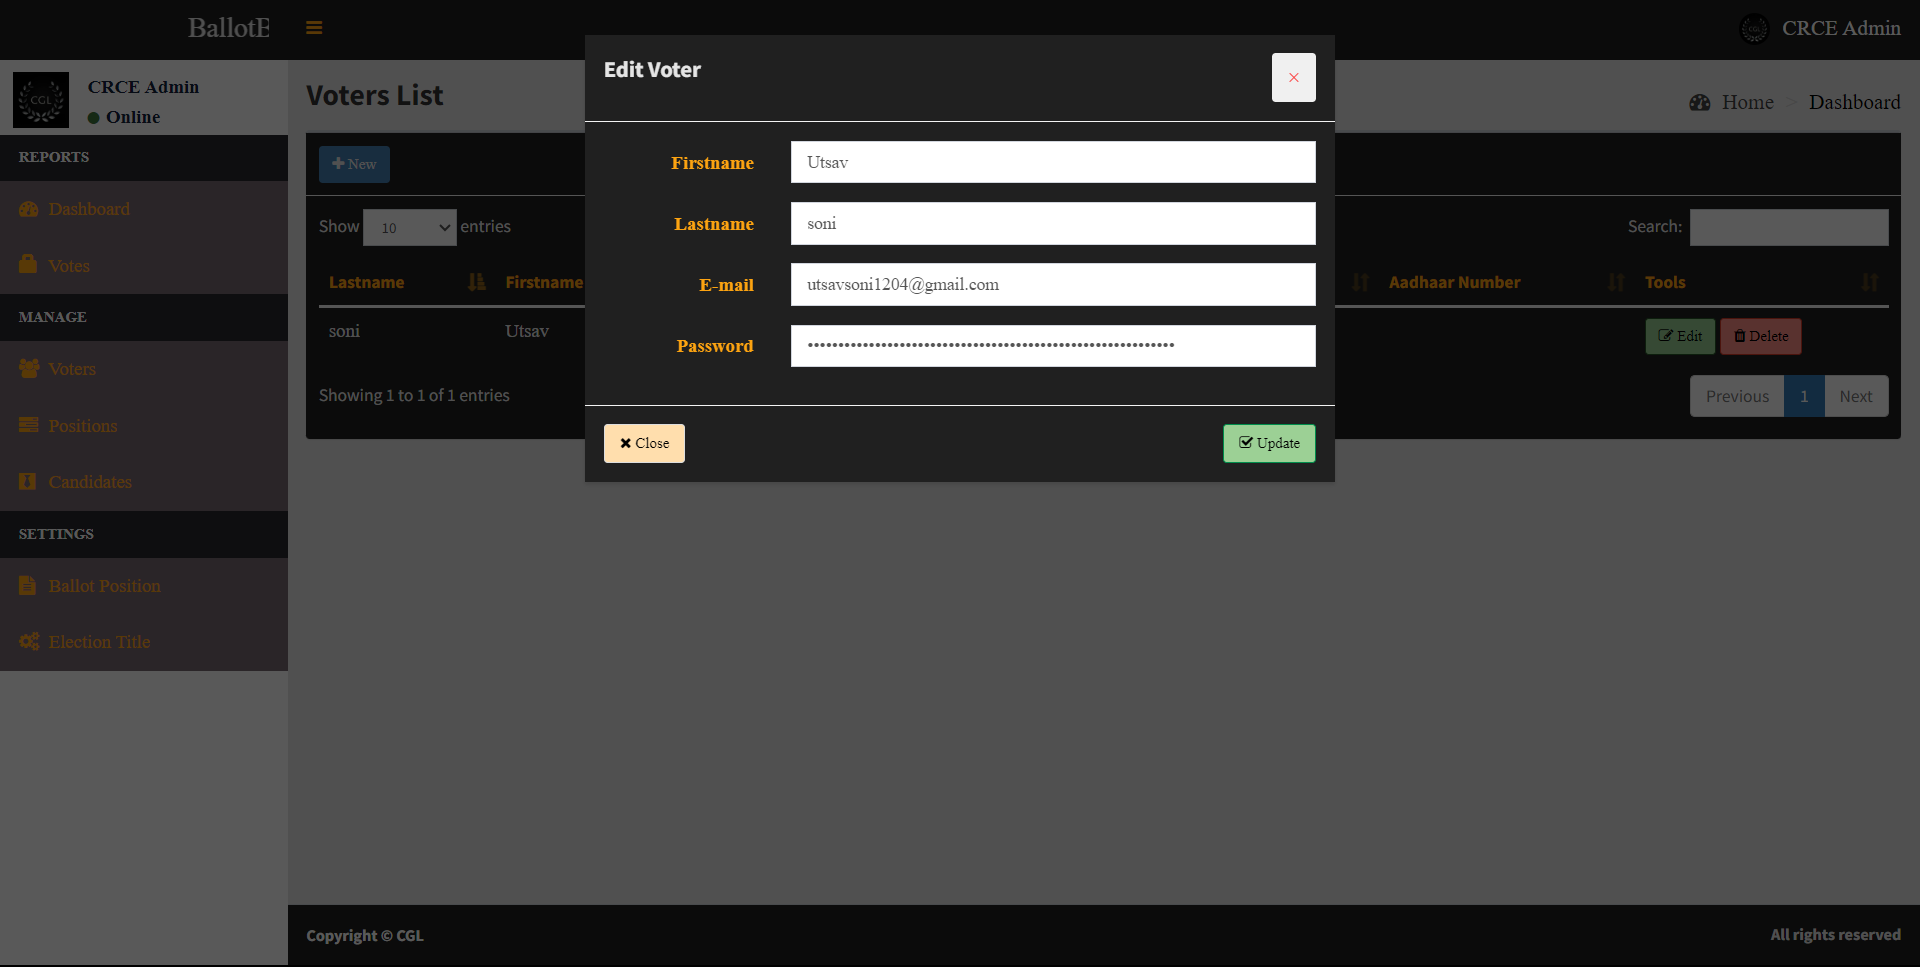 BallotE
CRCE Admin
CGL
CRCE Admin
Online
REPORTS
Dashboard
Votes
MANAGE
Voters
Positions
Candidates
SETTINGS
Ballot Position
Election Title
Voters List
Home > Dashboard
New
Show 10 entries
Search:
Lastname Firstname Aadhaar Number Tools
soni Utsav Edit Delete
Showing 1 to 1 of 1 entries
Previous 1 Next
Edit Voter
×
Firstname Utsav
Lastname soni
E-mail utsavsoni1204@gmail.com
Password ••••••••••••••••••••••••••••••••••••••••••••••••••••••••••••
Close Update
Copyright © CGL
All rights reserved